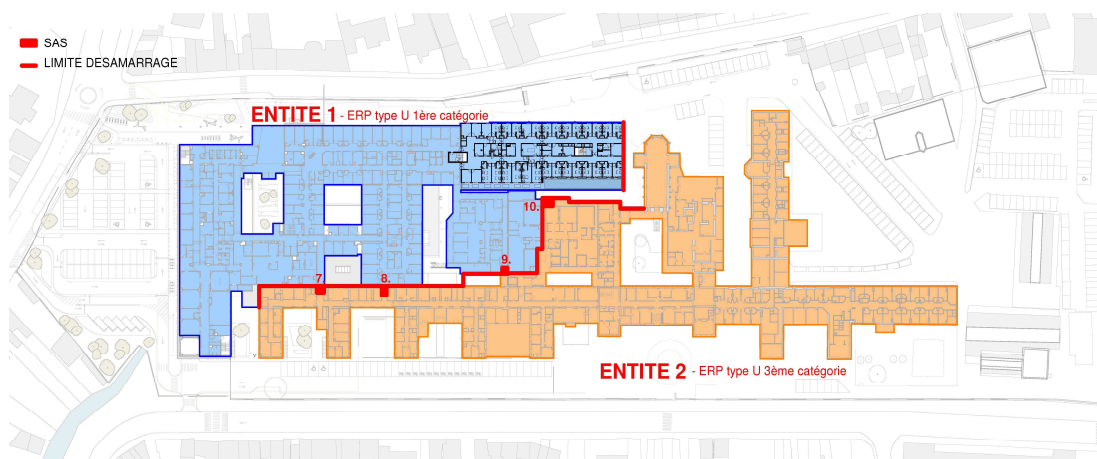 SAS
LIMITE DESAMARRAGE
ENTITE 1 - ERP type U 1ère catégorie
10.
9.
7.
8.
ENTITE 2 - ERP type U 3ème catégorie